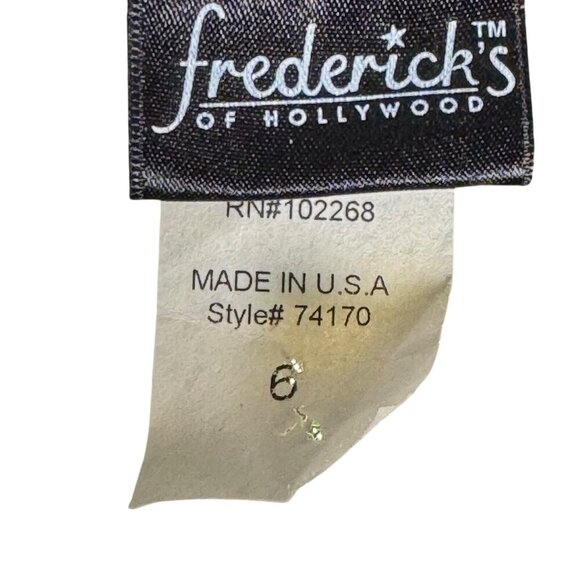 frederick's™
OF HOLLYWOOD
RN#102268
MADE IN U.S.A
Style# 74170
6